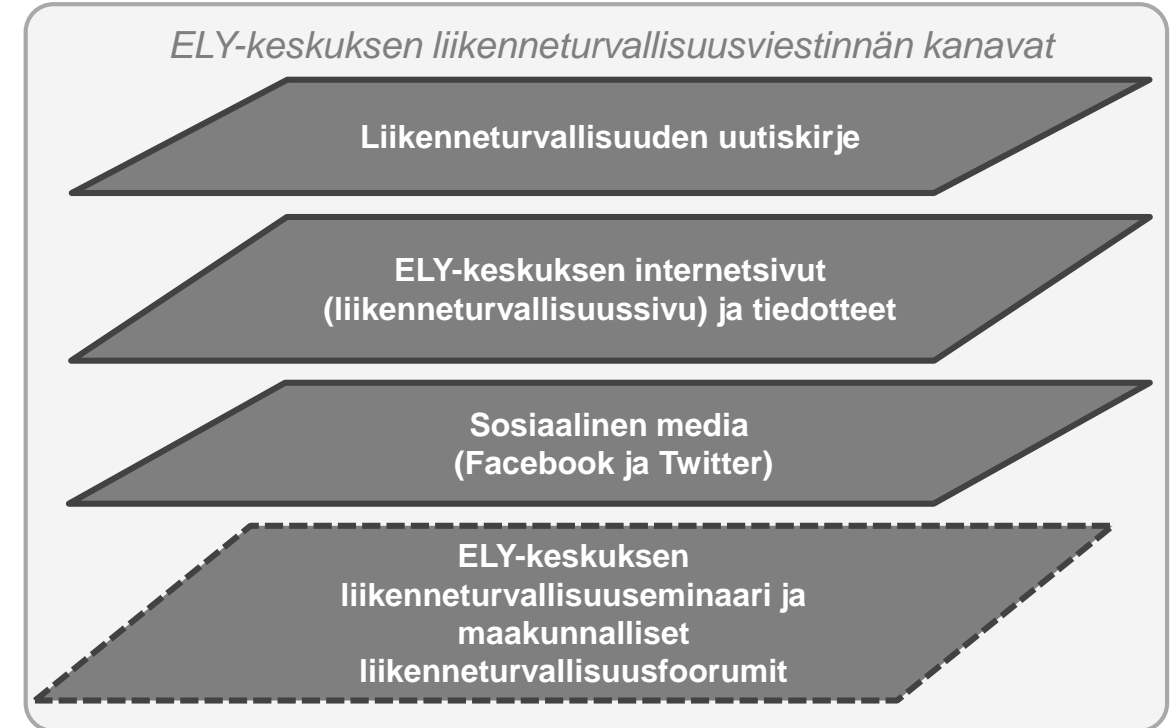 ELY-keskuksen liikenneturvallisuusviestinnän kanavat
Liikenneturvallisuuden uutiskirje
ELY-keskuksen internetsivut
(liikenneturvallisuussivu) ja tiedotteet
Sosiaalinen media
(Facebook ja Twitter)
ELY-keskuksen
liikenneturvallisuuseminaari ja
maakunnalliset
liikenneturvallisuusfoorumit